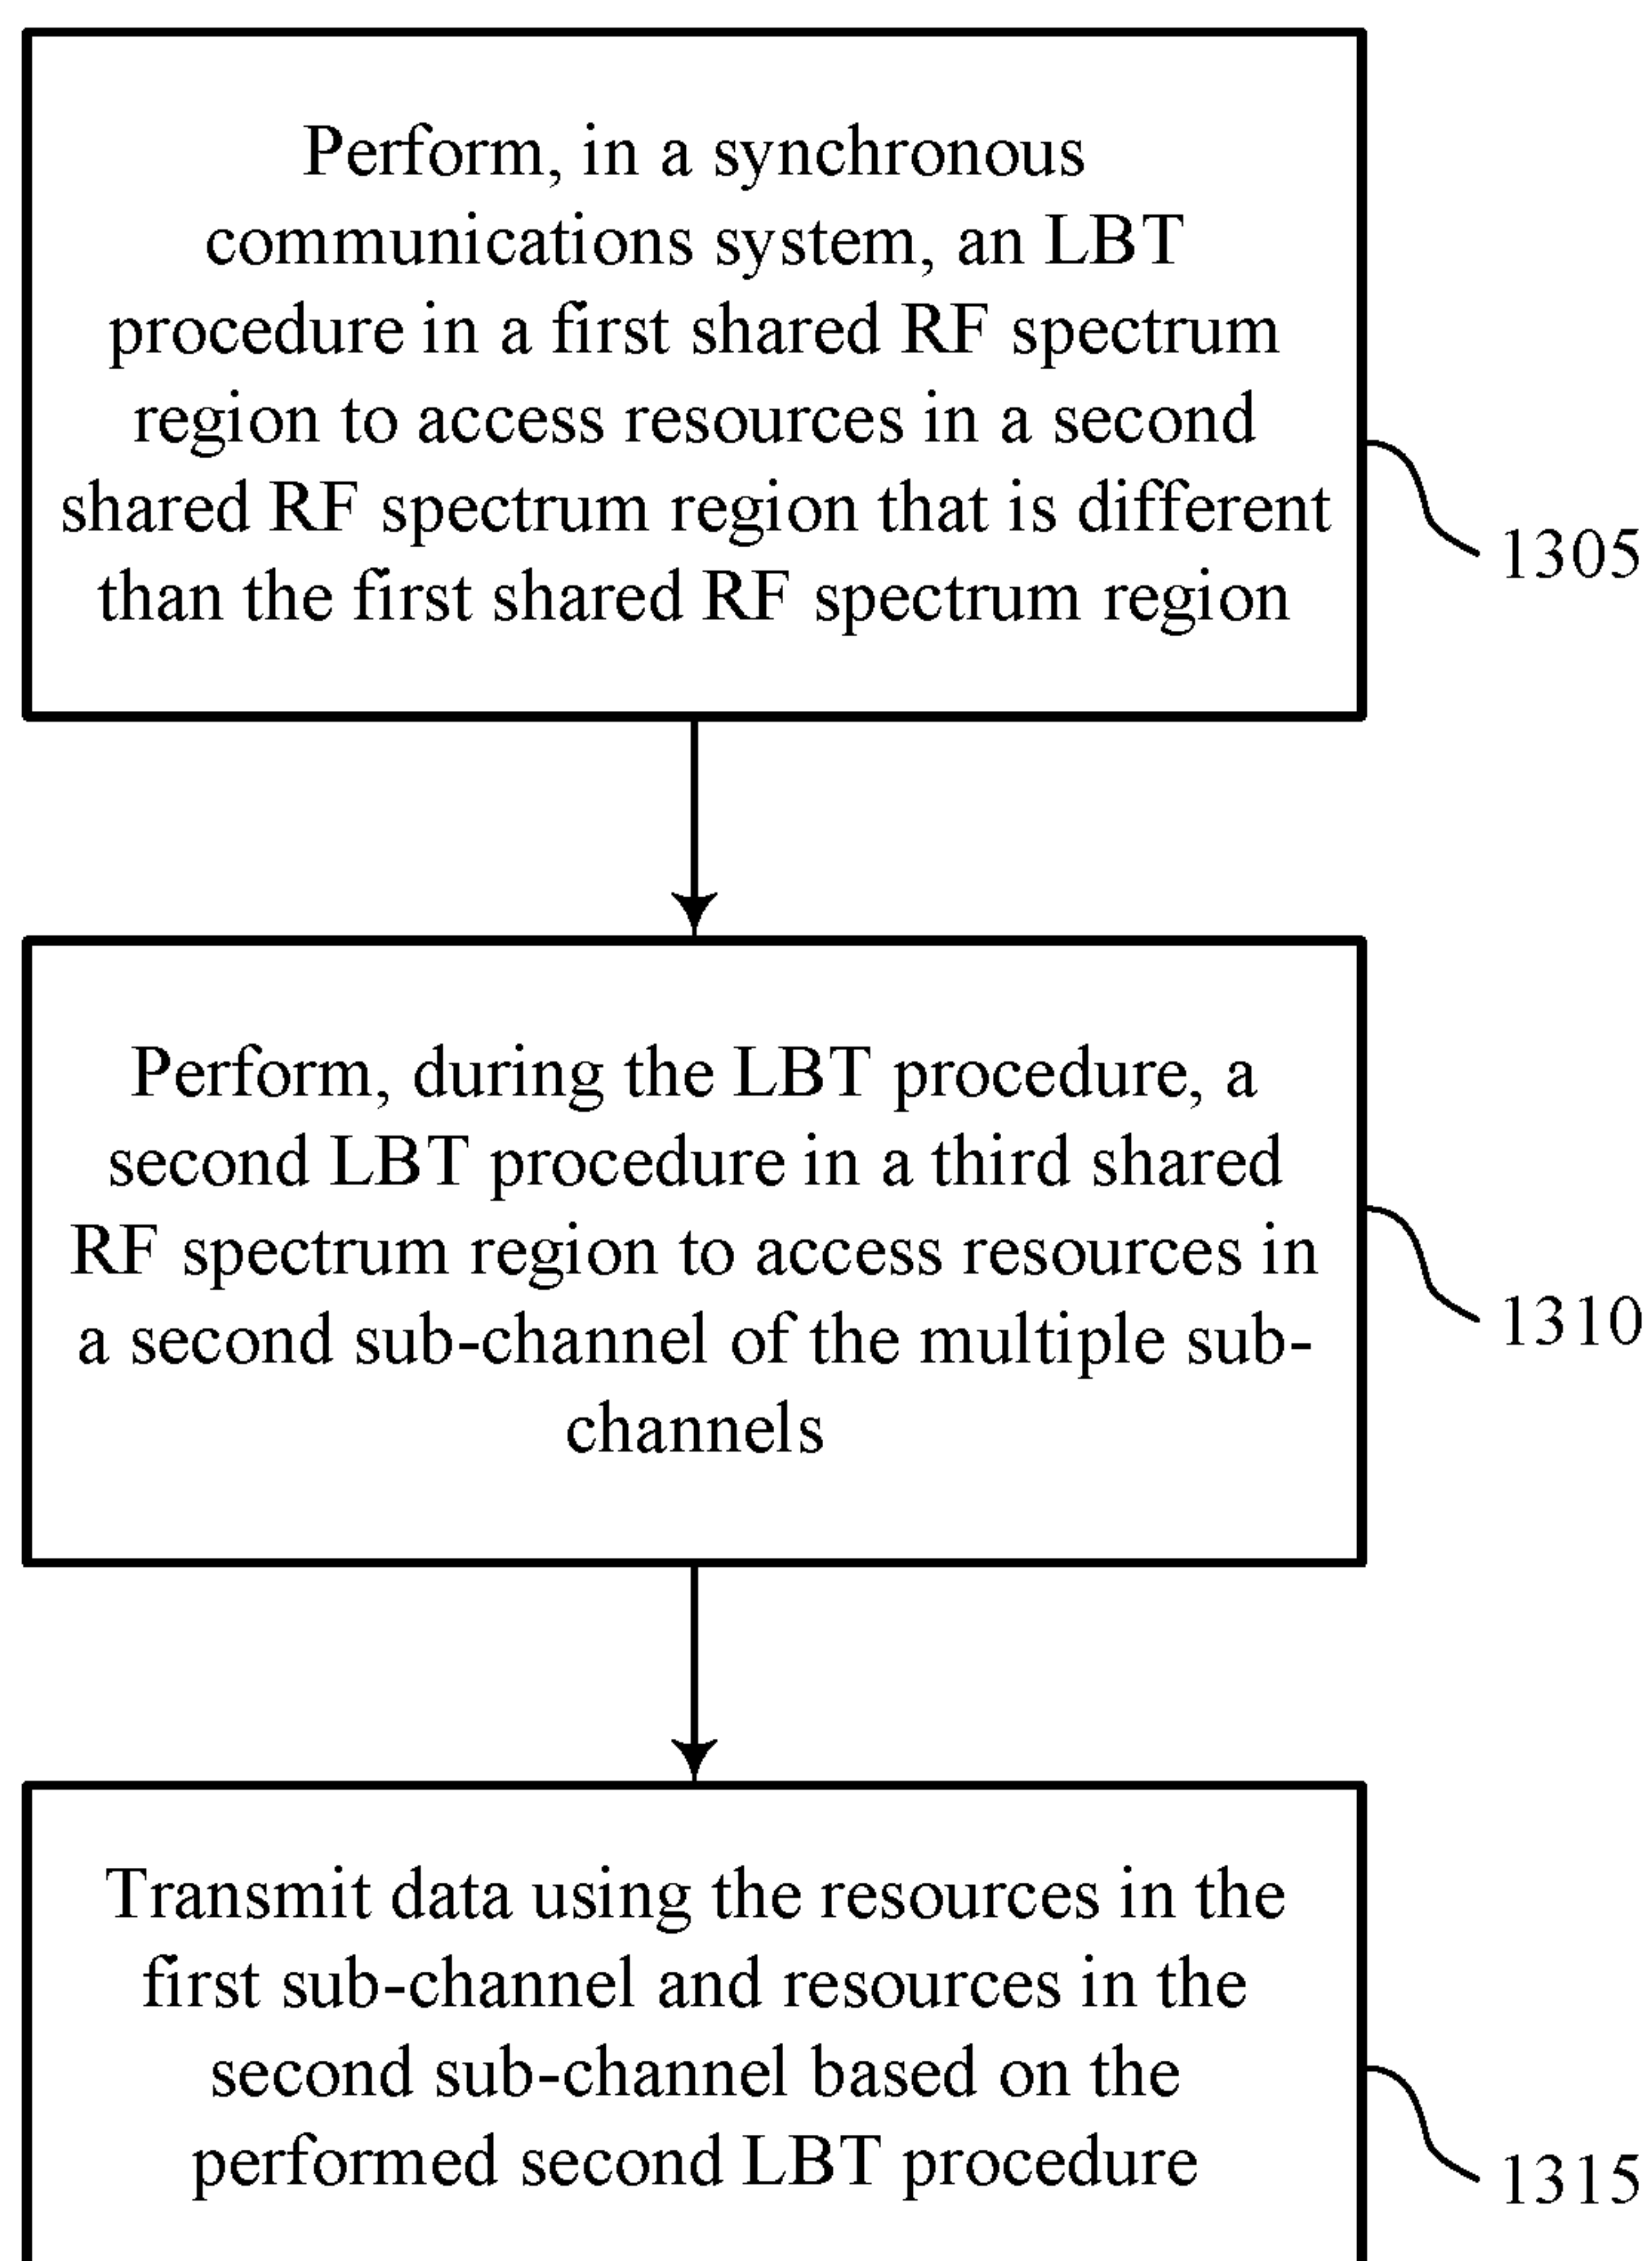 Perform, in a synchronous
communications system, an LBT
procedure in a first shared RF spectrum
region to access resources in a second
shared RF spectrum region that is different
than the first shared RF spectrum region
1305
Perform, during the LBT procedure, a
second LBT procedure in a third shared
RF spectrum region to access resources in
a second sub-channel of the multiple sub-
channels
1310
Transmit data using the resources in the
first sub-channel and resources in the
second sub-channel based on the
performed second LBT procedure
1315